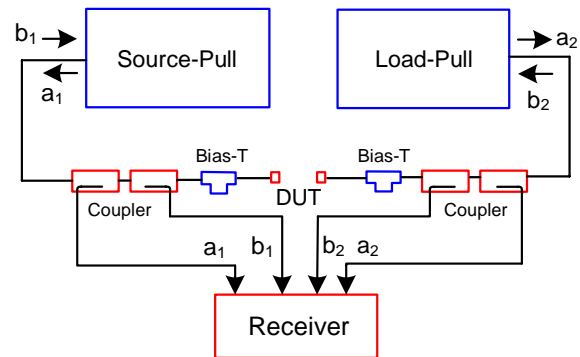 b1
a1
Source-Pull
Load-Pull
a2
b2
Bias-T
Bias-T
DUT
Coupler
Coupler
a1
b1
b2
a2
Receiver